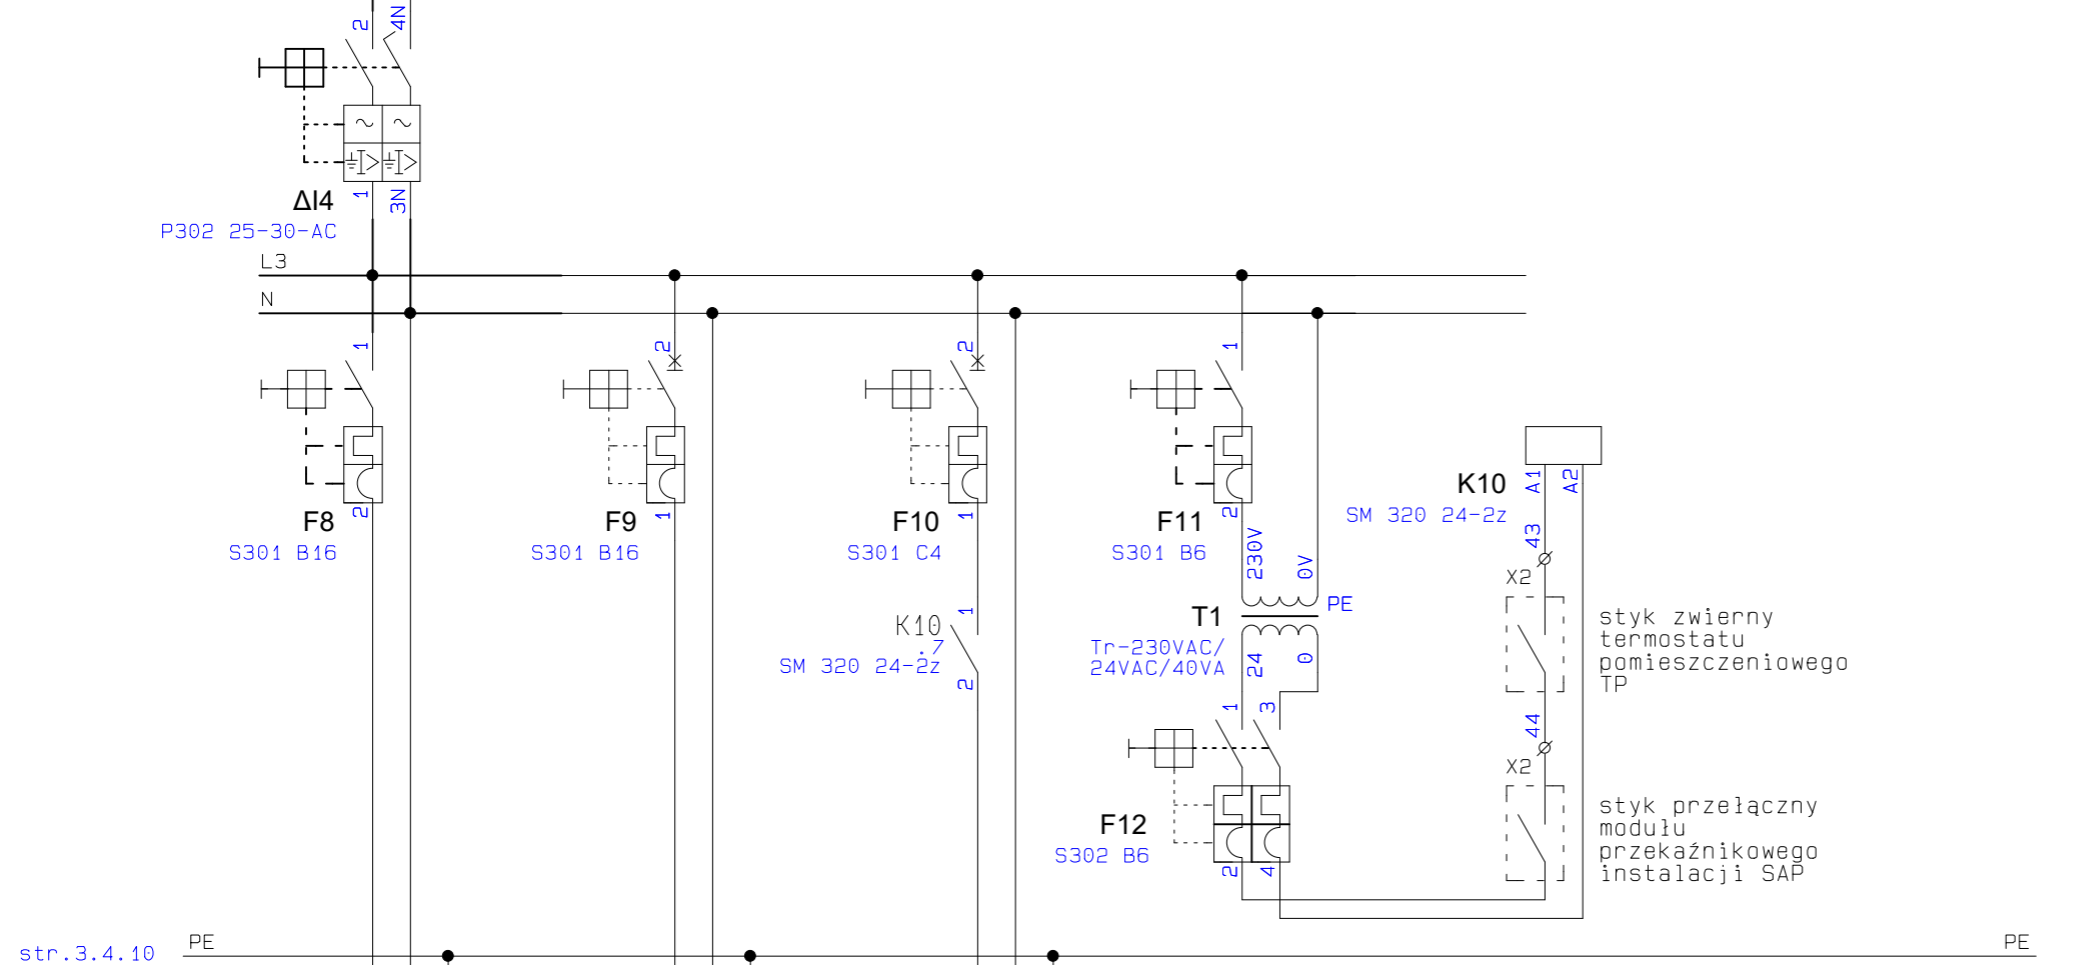 2
4N
1
3N
ΔI4
P302 25-30-AC
L3
N
1
2
F8
S301 B16
2
1
F9
S301 B16
2
1
F10
S301 C4
K10
.7
SM 320 24-2z
1
2
1
2
F11
S301 B6
230V
0V
PE
T1
Tr-230VAC/
24VAC/40VA
24
0
1
3
F12
S302 B6
2
4
K10
SM 320 24-2z
A1
A2
43
X2
styk zwierny
termostatu
pomieszczeniowego
TP
44
X2
styk przełączny
modułu
przekaźnikowego
instalacji SAP
str.3.4.10
PE
PE